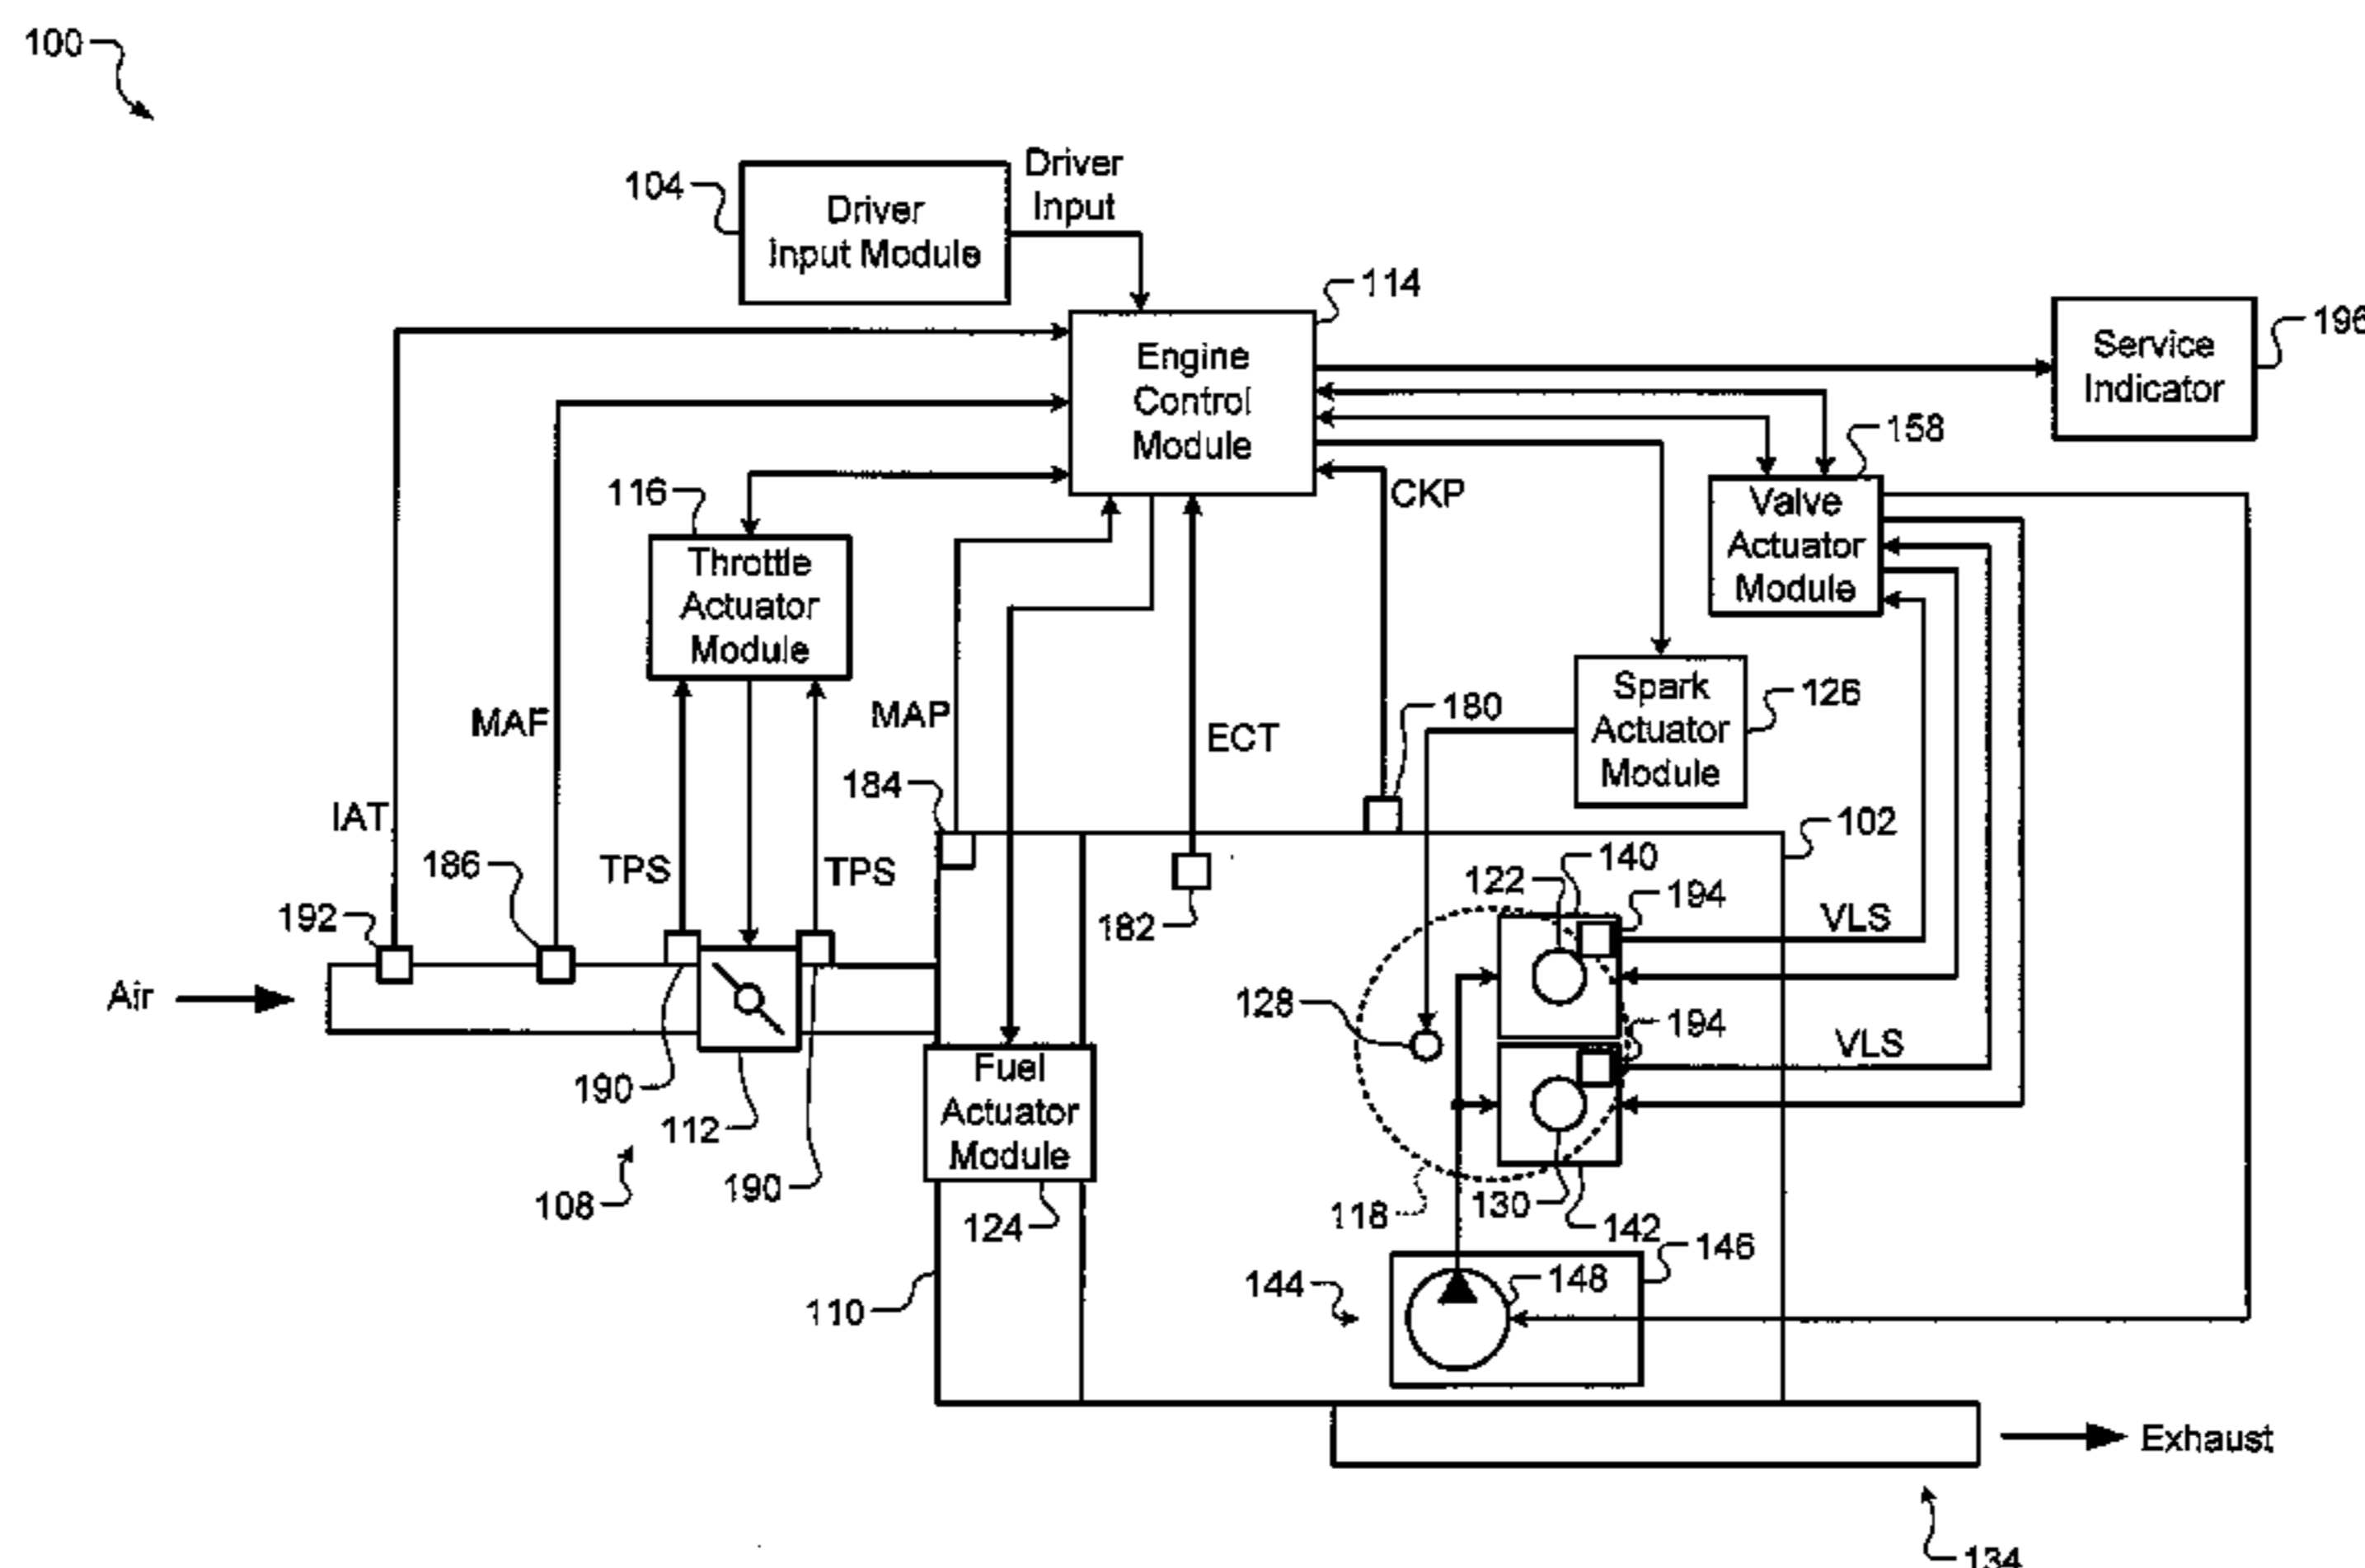 100
104
Driver
Input Module
Driver
Input
114
Engine
Control
Module
Service
Indicator
196
158
Valve
Actuator
Module
116
Throttle
Actuator
Module
CKP
Spark
Actuator
Module
126
MAF
MAP
ECT
180
184
IAT
102
186
TPS
TPS
140
122
194
192
182
VLS
Air
128
194
VLS
190
112
Fuel
Actuator
Module
108
190
124
118
130
142
146
144
148
110
Exhaust
134